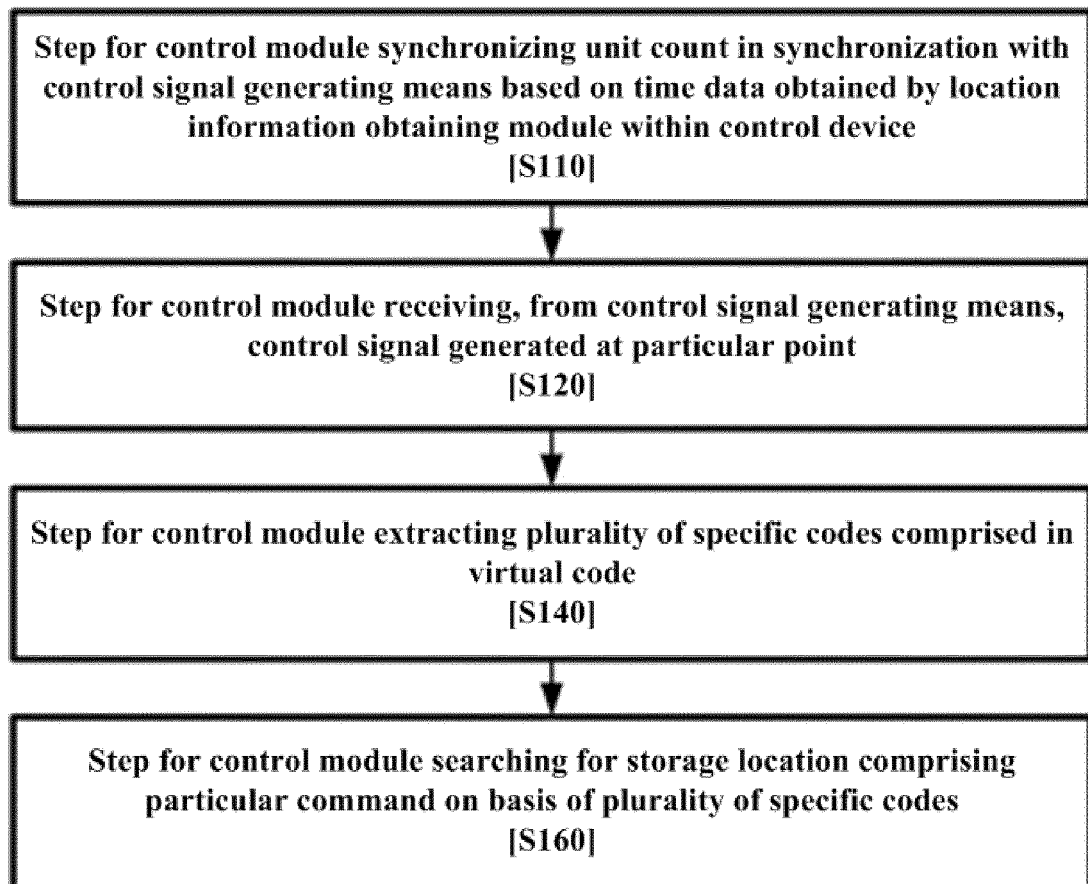 Step for control module synchronizing unit count in synchronization with
control signal generating means based on time data obtained by location
information obtaining module within control device
[S110]
Step for control module receiving, from control signal generating means,
control signal generated at particular point
[S120]
Step for control module extracting plurality of specific codes comprised in
virtual code
[S140]
Step for control module searching for storage location comprising
particular command on basis of plurality of specific codes
[S160]